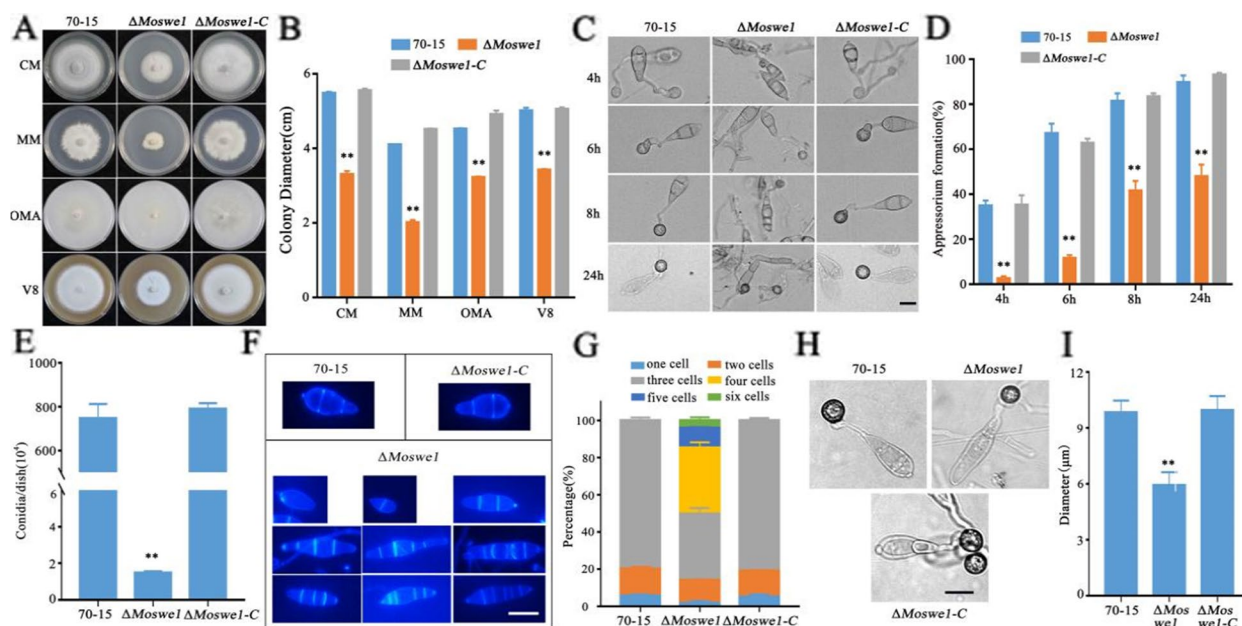 A
70-15 ΔMoswe1 ΔMoswe1-C
CM
MM
OMA
V8
B
70-15 ΔMoswe1
ΔMoswe1-C
Colony Diameter(cm)
6
4
2
0
** ** ** **
CM MM OMA V8
C
70-15 ΔMoswe1 ΔMoswe1-C
4h
6h
8h
24h
D
70-15 ΔMoswe1
ΔMoswe1-C
Appressorium formation(%)
100
80
60
40
20
0
** ** ** **
4h 6h 8h 24h
E
Conidia/dish(10⁴)
1000
800
600
6
4
2
0
**
70-15 ΔMoswe1 ΔMoswe1-C
F
70-15 ΔMoswe1-C
ΔMoswe1
G
one cell two cells
three cells four cells
five cells six cells
Percentage(%)
100
80
60
40
20
0
70-15 ΔMoswe1 ΔMoswe1-C
H
70-15 ΔMoswe1
ΔMoswe1-C
I
Diameter (μm)
12
9
6
3
0
**
70-15 ΔMos ΔMos
we1 we1-C